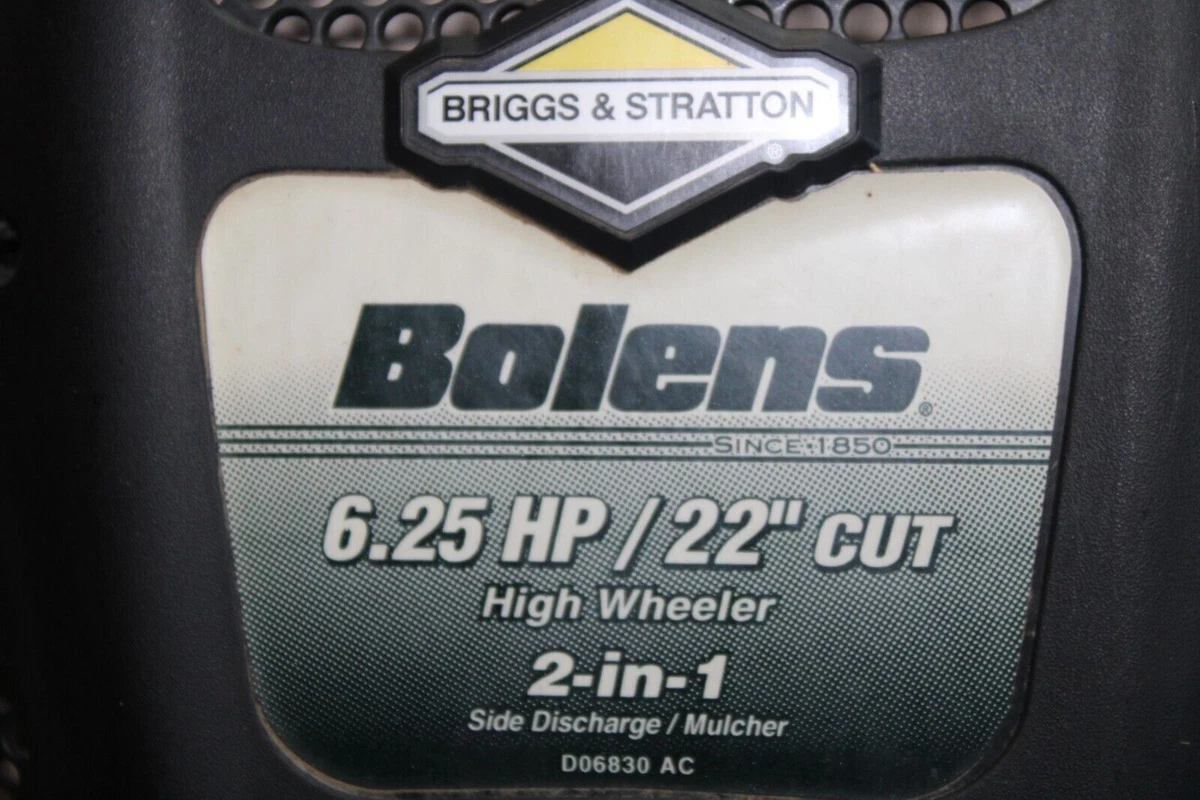 BRIGGS & STRATTON
®
Bolens®
SINCE 1850
6.25 HP / 22" CUT
High Wheeler
2-in-1
Side Discharge / Mulcher
D06830 AC